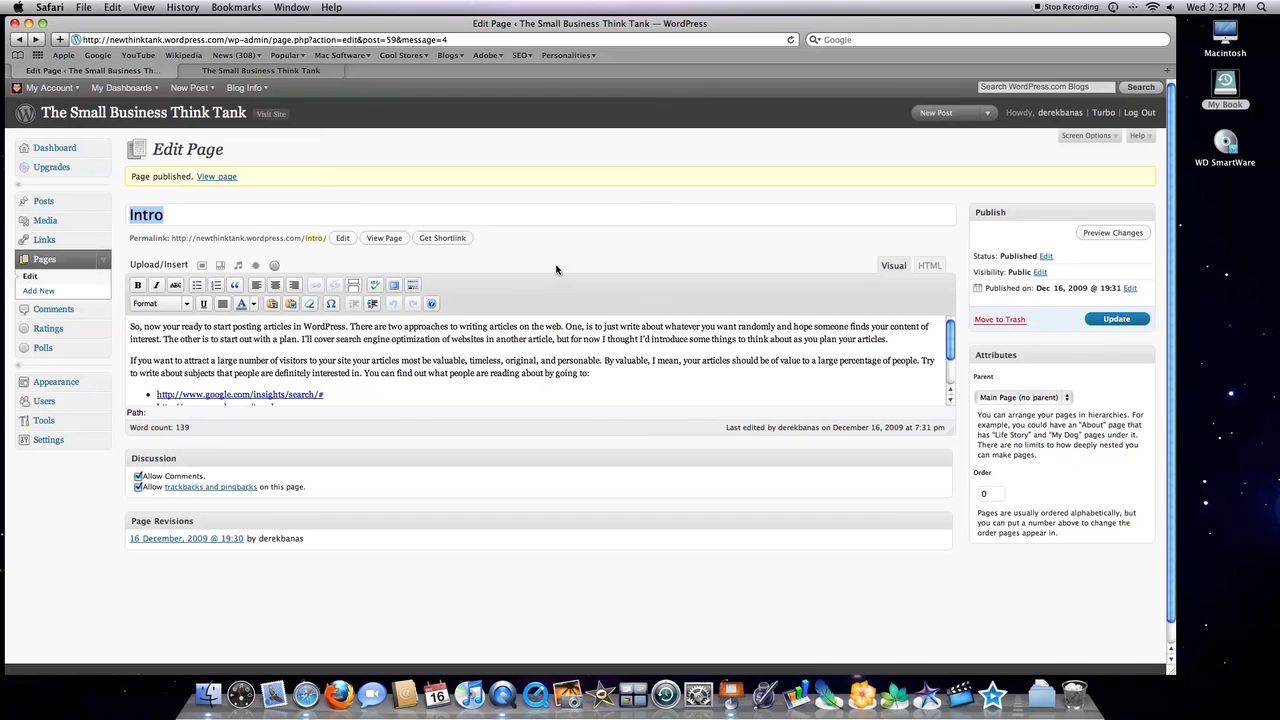 Safari File Edit View History Bookmarks Window Help Stop Recording Wed 2:32 PM
Edit Page ‹ The Small Business Think Tank — WordPress
http://newthinktank.wordpress.com/wp-admin/page.php?action=edit&post=59&message=4 Google
Apple Google YouTube Wikipedia News (308) Popular Mac Software Cool Stores Blogs Adobe SEO Personalities
Edit Page ‹ The Small Business Th... The Small Business Think Tank
My Account My Dashboards New Post Blog Info Search WordPress.com Blogs Search
The Small Business Think Tank Visit Site New Post Howdy, derekbanas | Turbo | Log Out
Screen Options Help
Edit Page
Dashboard
Upgrades
Posts
Media
Links
Pages
Edit
Add New
Comments
Ratings
Polls
Appearance
Users
Tools
Settings
Page published. View page
Intro
Permalink: http://newthinktank.wordpress.com/intro/ Edit View Page Get Shortlink
Upload/Insert Visual HTML
B I ABC
Format U A
So, now your ready to start posting articles in WordPress. There are two approaches to writing articles on the web. One, is to just write about whatever you want randomly and hope someone finds your content of
interest. The other is to start out with a plan. I'll cover search engine optimization of websites in another article, but for now I thought I'd introduce some things to think about as you plan your articles.
If you want to attract a large number of visitors to your site your articles most be valuable, timeless, original, and personable. By valuable, I mean, your articles should be of value to a large percentage of people. Try
to write about subjects that people are definitely interested in. You can find out what people are reading about by going to:
http://www.google.com/insights/search/#
Path:
Word count: 139 Last edited by derekbanas on December 16, 2009 at 7:31 pm
Discussion
Allow Comments.
Allow trackbacks and pingbacks on this page.
Page Revisions
16 December, 2009 @ 19:30 by derekbanas
Publish
Preview Changes
Status: Published Edit
Visibility: Public Edit
Published on: Dec 16, 2009 @ 19:31 Edit
Move to Trash Update
Attributes
Parent
Main Page (no parent)
You can arrange your pages in hierarchies. For
example, you could have an "About" page that
has "Life Story" and "My Dog" pages under it.
There are no limits to how deeply nested you
can make pages.
Order
0
Pages are usually ordered alphabetically, but
you can put a number above to change the
order pages appear in.
Macintosh
My Book
WD SmartWare
16